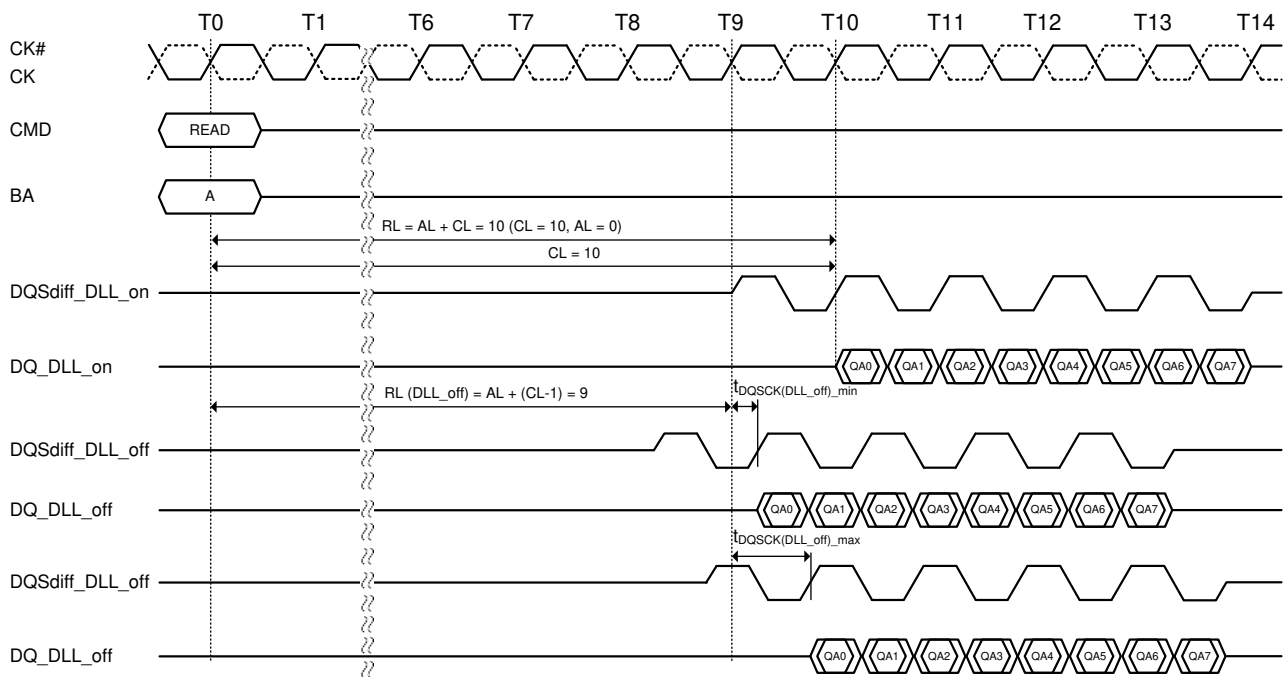 T0 T1 T6 T7 T8 T9 T10 T11 T12 T13 T14
CK#
CK
CMD READ
BA A
RL = AL + CL = 10 (CL = 10, AL = 0)
CL = 10
DQSdiff_DLL_on
DQ_DLL_on QA0 QA1 QA2 QA3 QA4 QA5 QA6 QA7
RL (DLL_off) = AL + (CL-1) = 9 tDQSCK(DLL_off)_min
DQSdiff_DLL_off
DQ_DLL_off QA0 QA1 QA2 QA3 QA4 QA5 QA6 QA7
tDQSCK(DLL_off)_max
DQSdiff_DLL_off
DQ_DLL_off QA0 QA1 QA2 QA3 QA4 QA5 QA6 QA7